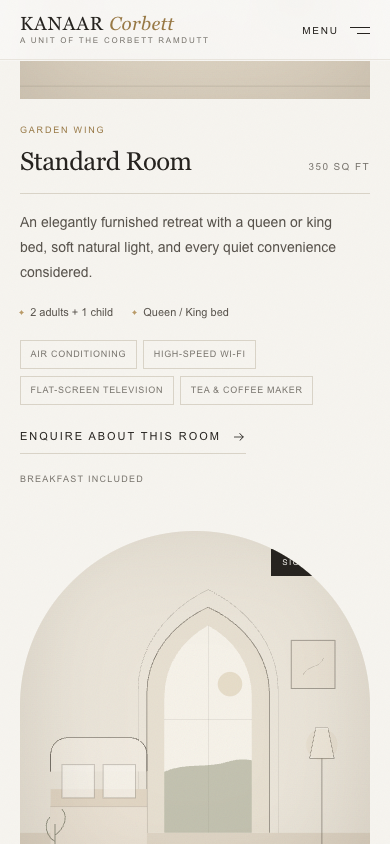 KANAAR Corbett
A UNIT OF THE CORBETT RAMDUTT
MENU
GARDEN WING
Standard Room
350 SQ FT
An elegantly furnished retreat with a queen or king
bed, soft natural light, and every quiet convenience
considered.
2 adults + 1 child
Queen / King bed
AIR CONDITIONING
HIGH-SPEED WI-FI
FLAT-SCREEN TELEVISION
TEA & COFFEE MAKER
ENQUIRE ABOUT THIS ROOM
BREAKFAST INCLUDED